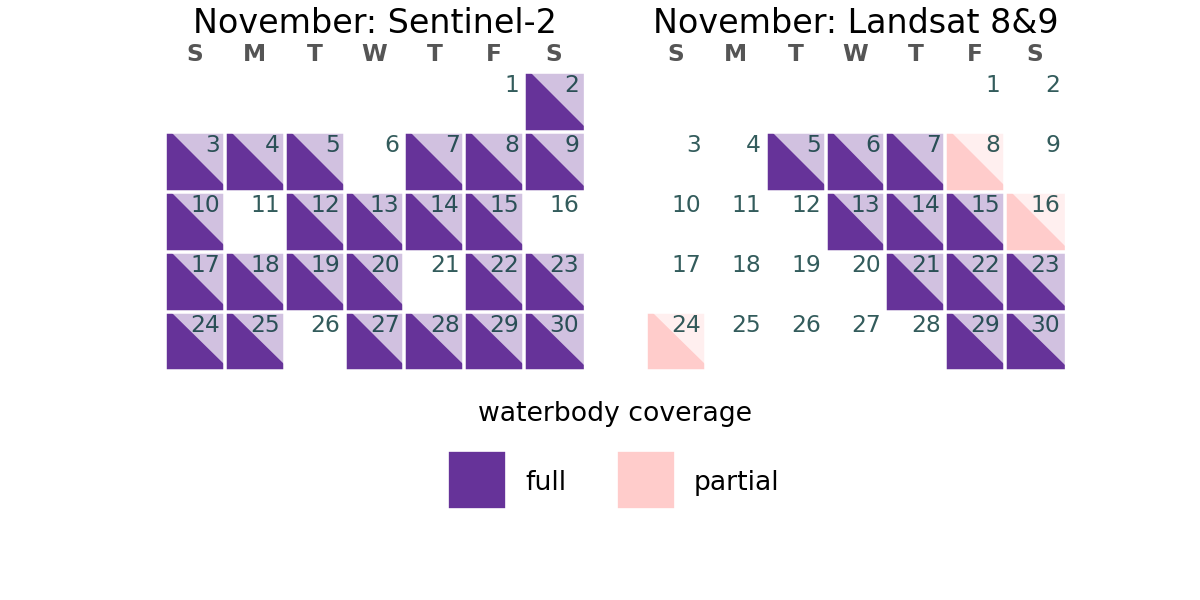 November: Sentinel-2
S M T W T F S
1 2
3 4 5 6 7 8 9
10 11 12 13 14 15 16
17 18 19 20 21 22 23
24 25 26 27 28 29 30
November: Landsat 8&9
S M T W T F S
1 2
3 4 5 6 7 8 9
10 11 12 13 14 15 16
17 18 19 20 21 22 23
24 25 26 27 28 29 30
waterbody coverage
full partial